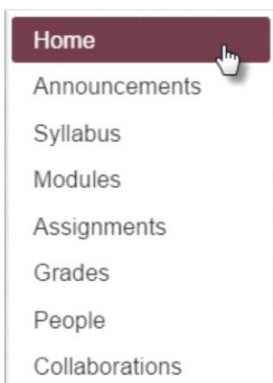 Home
Announcements
Syllabus
Modules
Assignments
Grades
People
Collaborations